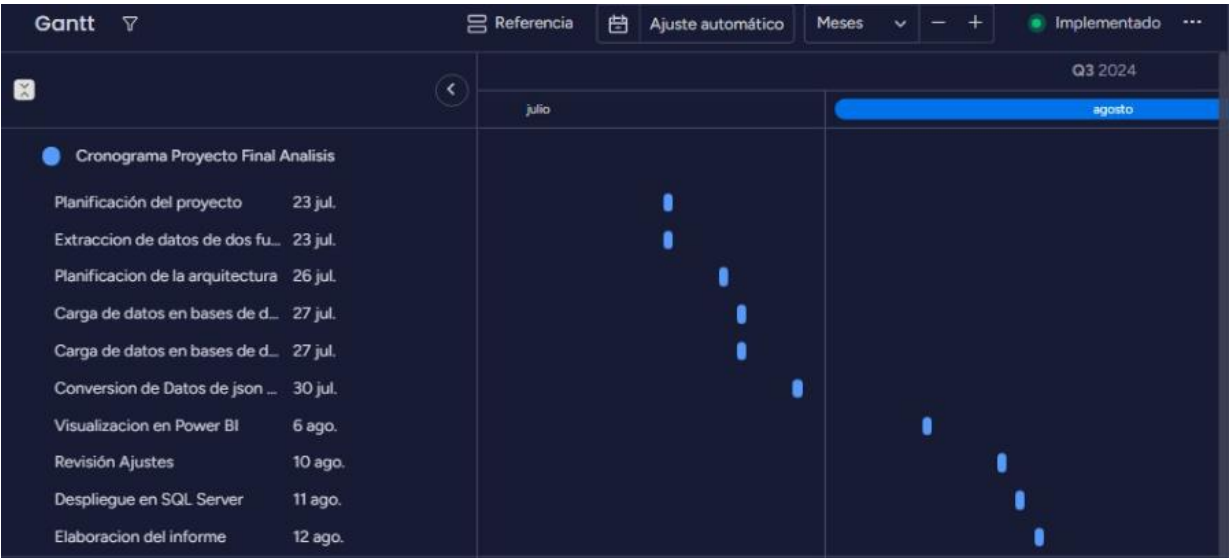 Gantt Referencia Ajuste automático Meses − + Implementado ...
Q3 2024
julio agosto
Cronograma Proyecto Final Analisis
Planificación del proyecto 23 jul.
Extraccion de datos de dos fu... 23 jul.
Planificacion de la arquitectura 26 jul.
Carga de datos en bases de d... 27 jul.
Carga de datos en bases de d... 27 jul.
Conversion de Datos de json ... 30 jul.
Visualizacion en Power BI 6 ago.
Revisión Ajustes 10 ago.
Despliegue en SQL Server 11 ago.
Elaboracion del informe 12 ago.